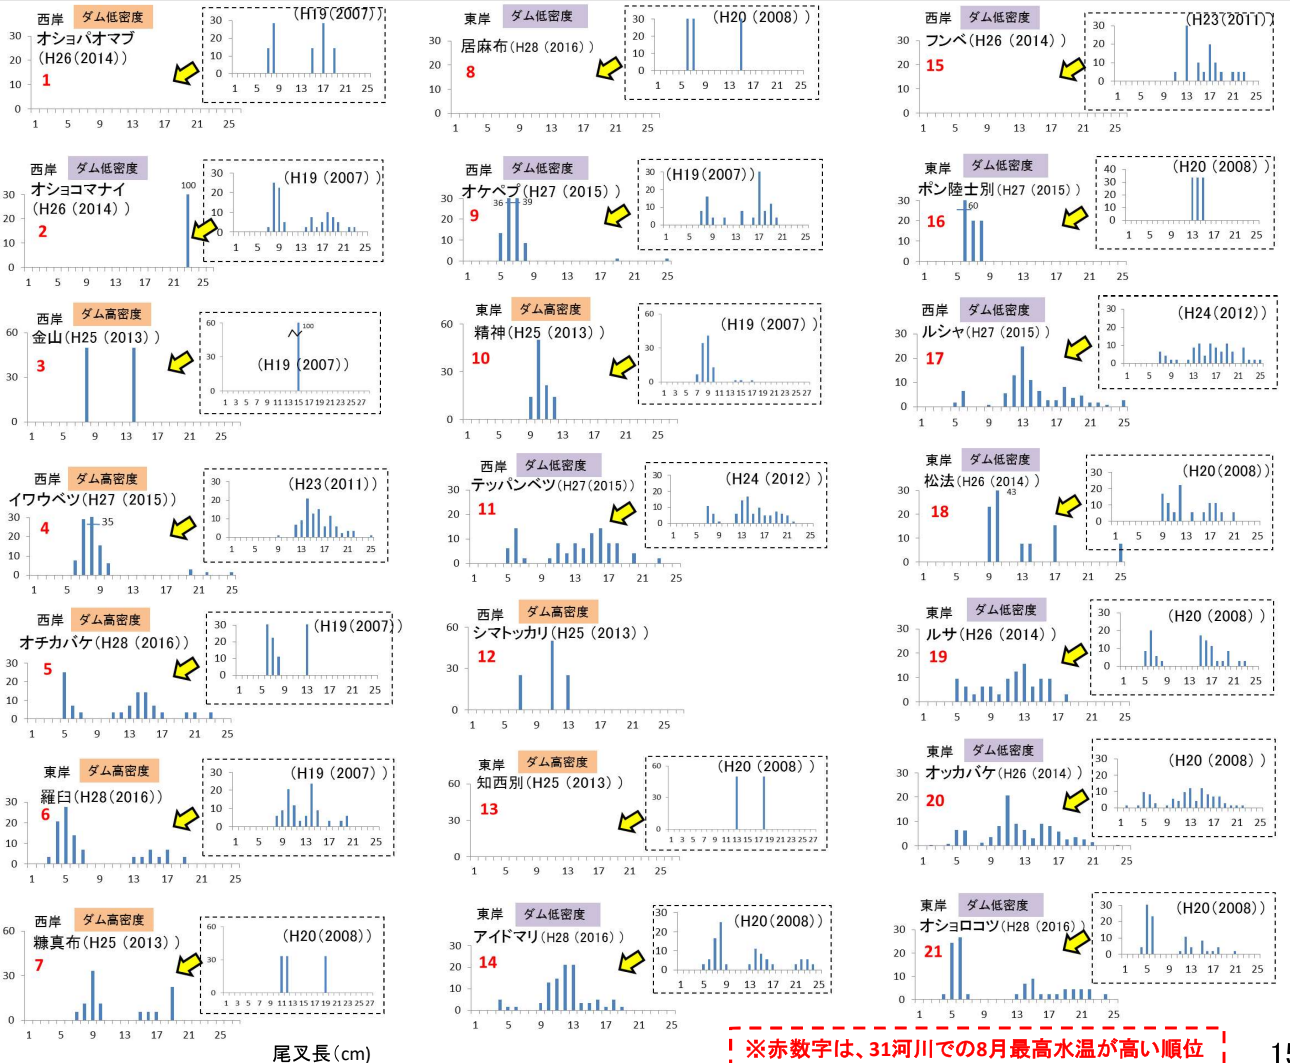 西岸 ダム高密度
オショパオマブ
(H26(2014))
1
(H19(2007))
西岸 ダム低密度
オショコマナイ
(H26(2014))
2
100
(H19(2007))
西岸 ダム高密度
金山(H25(2013))
3
100
(H19(2007))
西岸 ダム高密度
イワウベツ(H27(2015))
4
35
(H23(2011))
西岸 ダム高密度
オチカバケ(H28(2016))
5
(H19(2007))
東岸 ダム高密度
羅臼(H28(2016))
6
(H19(2007))
西岸 ダム高密度
糠真布(H25(2013))
7
(H20(2008))
尾叉長(cm)
東岸 ダム低密度
居麻布(H28(2016))
8
(H20(2008))
西岸 ダム低密度
オケペプ(H27(2015))
9
36 39
(H19(2007))
東岸 ダム高密度
精神(H25(2013))
10
(H19(2007))
西岸 ダム低密度
テッパンベツ(H27(2015))
11
(H24(2012))
西岸 ダム高密度
シマトッカリ(H25(2013))
12
東岸 ダム高密度
知西別(H25(2013))
13
(H20(2008))
東岸 ダム低密度
アイドマリ(H28(2016))
14
(H20(2008))
西岸 ダム低密度
フンベ(H26(2014))
15
(H23(2011))
東岸 ダム低密度
ポン陸士別(H27(2015))
16
60
(H20(2008))
西岸 ダム低密度
ルシャ(H27(2015))
17
(H24(2012))
東岸 ダム低密度
松法(H26(2014))
18
43
(H20(2008))
東岸 ダム低密度
ルサ(H26(2014))
19
(H20(2008))
東岸 ダム低密度
オッカバケ(H26(2014))
20
(H20(2008))
東岸 ダム低密度
オショロコツ(H28(2016))
21
(H20(2008))
※赤数字は、31河川での8月最高水温が高い順位